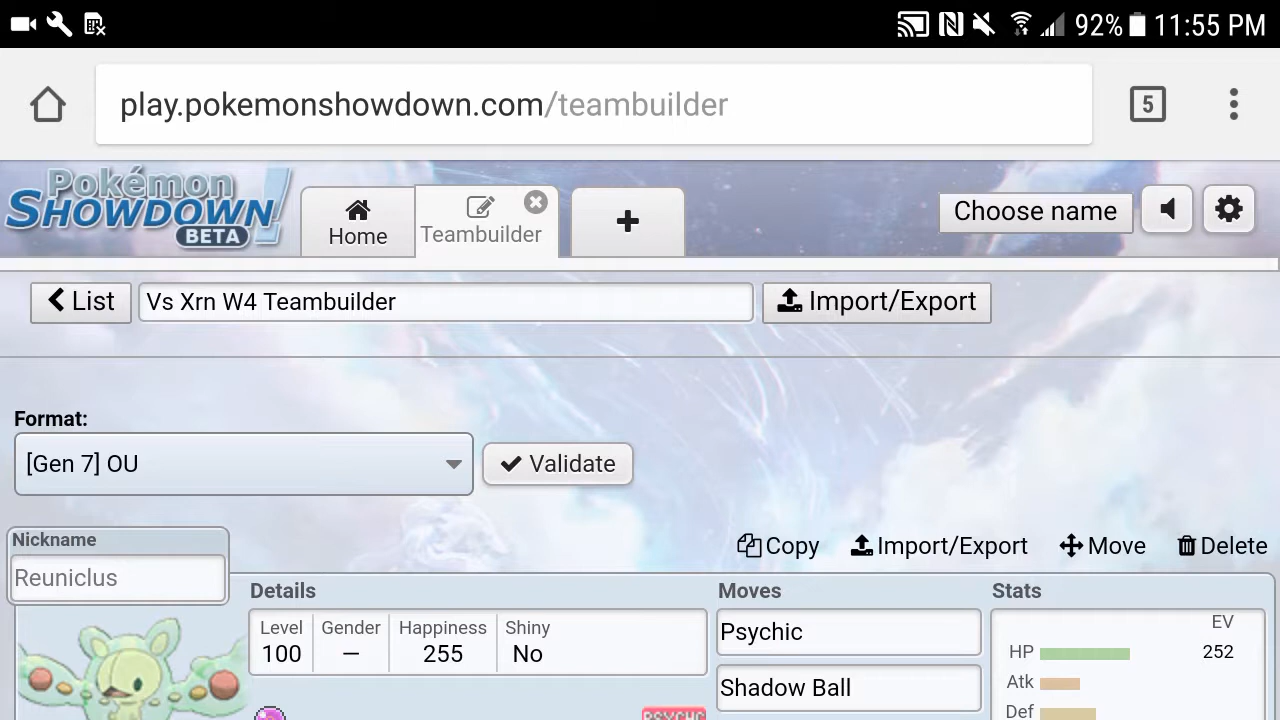 92% 11:55 PM
play.pokemonshowdown.com/teambuilder
5
Pokémon
SHOWDOWN!
BETA
Home
Teambuilder
Choose name
List
Vs Xrn W4 Teambuilder
Import/Export
Format:
[Gen 7] OU
Validate
Nickname
Copy Import/Export Move Delete
Reuniclus
Details
Moves
Stats
Level Gender Happiness Shiny
100 — 255 No
Psychic
EV
HP 252
Shadow Ball
Atk
Def
PSYCHC